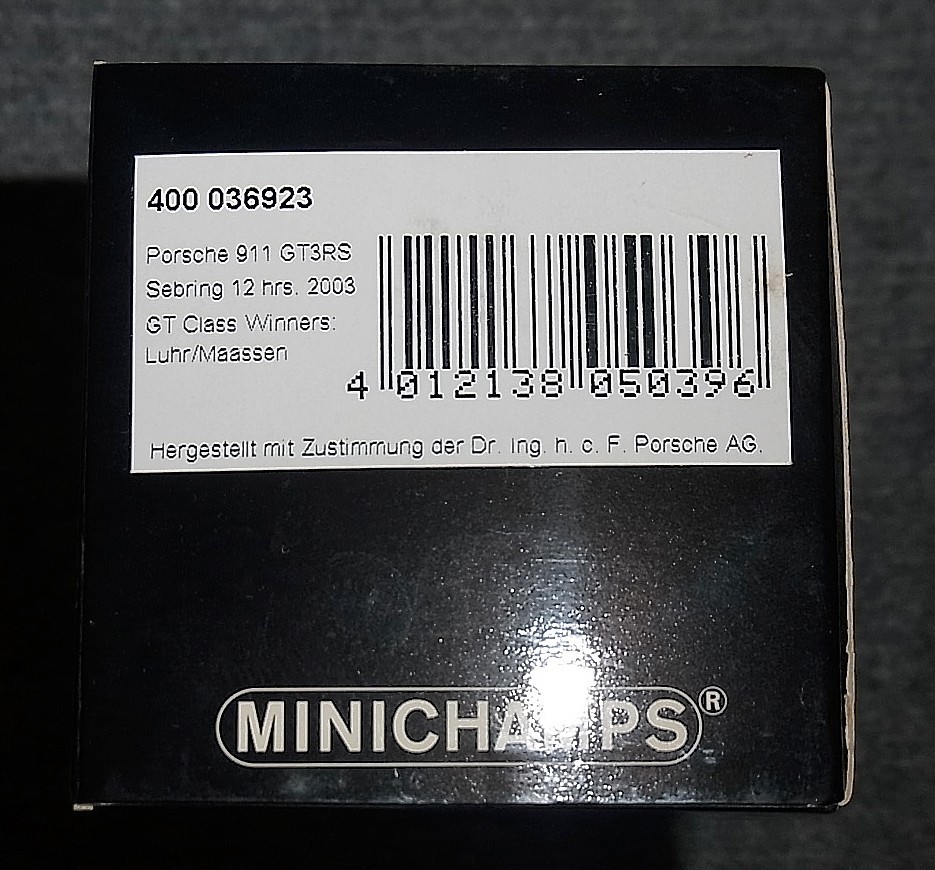 400 036923
Porsche 911 GT3RS
Sebring 12 hrs. 2003
GT Class Winners:
Luhr/Maassen
4 012138 050396
Hergestellt mit Zustimmung der Dr. Ing. h. c. F. Porsche AG.
MINICHAMPS®